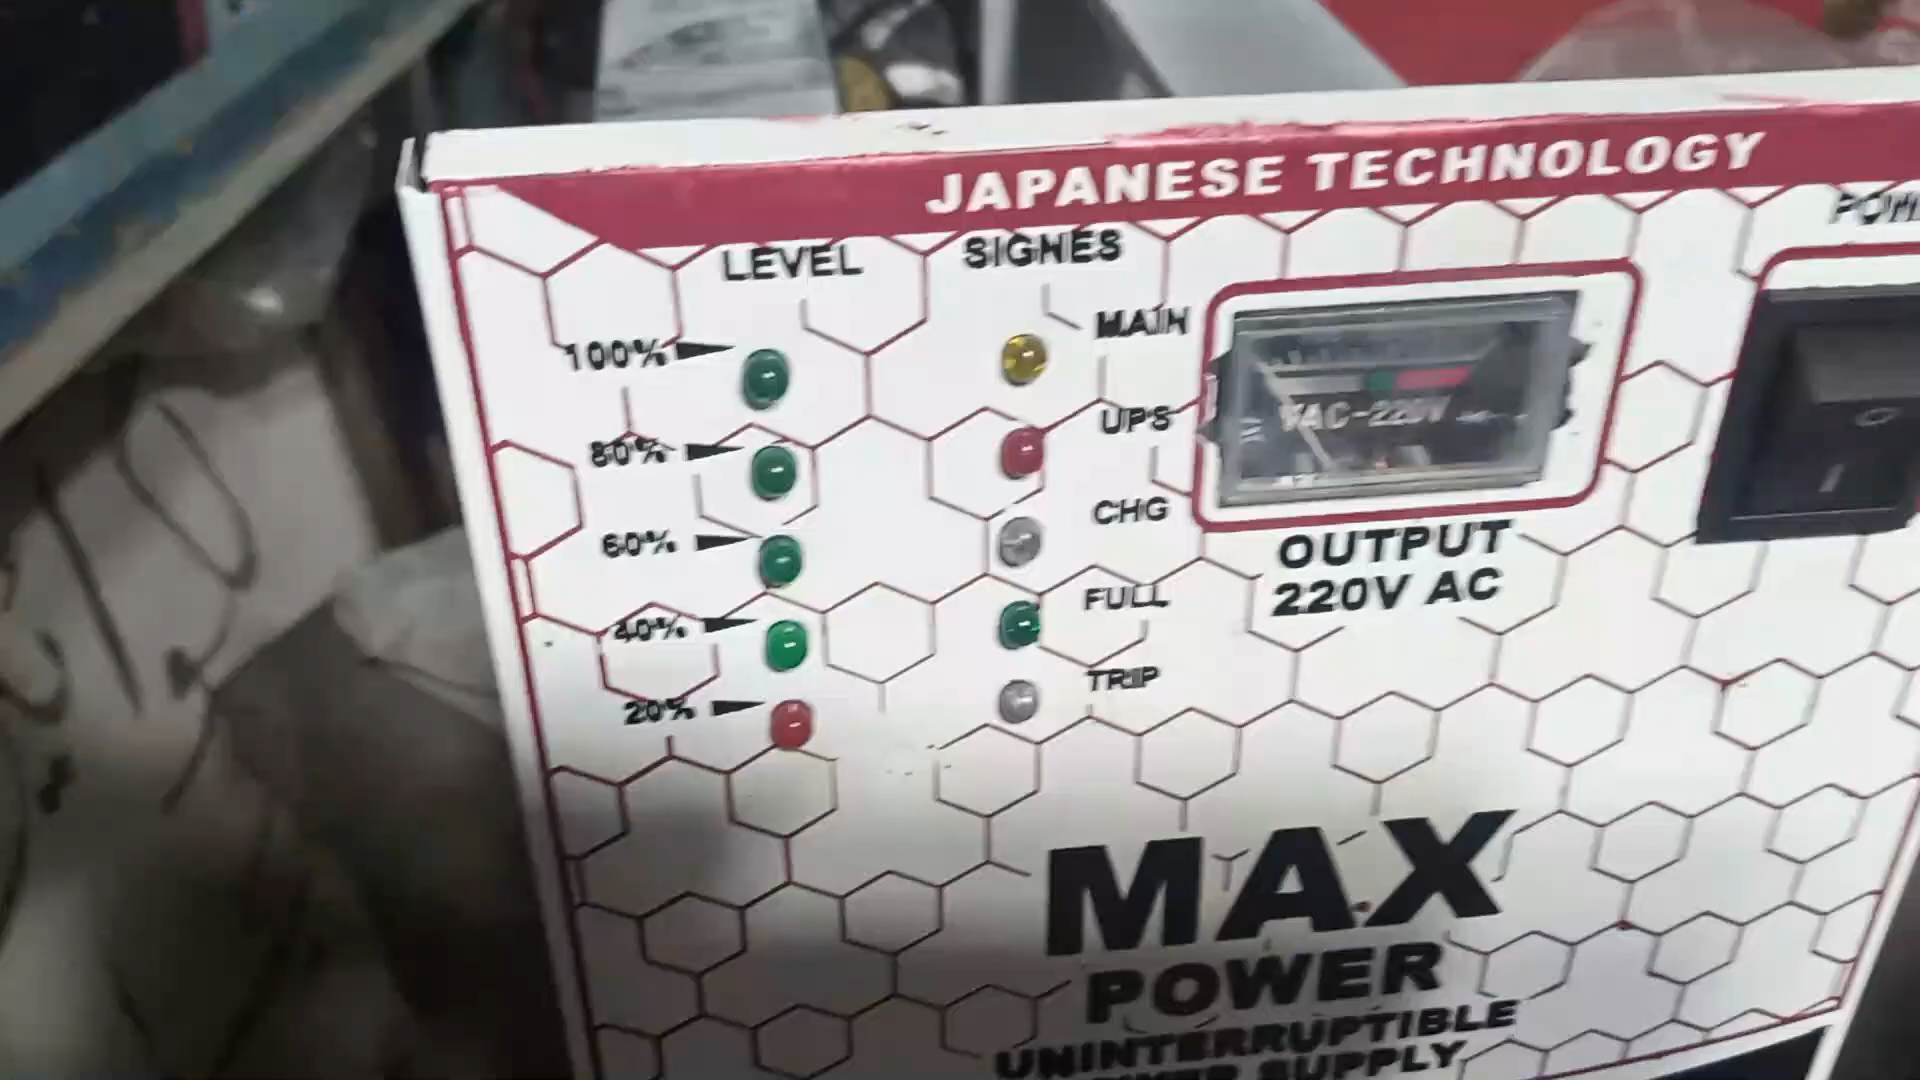 JAPANESE TECHNOLOGY
LEVEL
SIGNES
100%
80%
60%
40%
20%
MAIN
UPS
CHG
FULL
TRIP
VAC-220V
OUTPUT
220V AC
MAX
POWER
UNINTERRUPTIBLE
SUPPLY